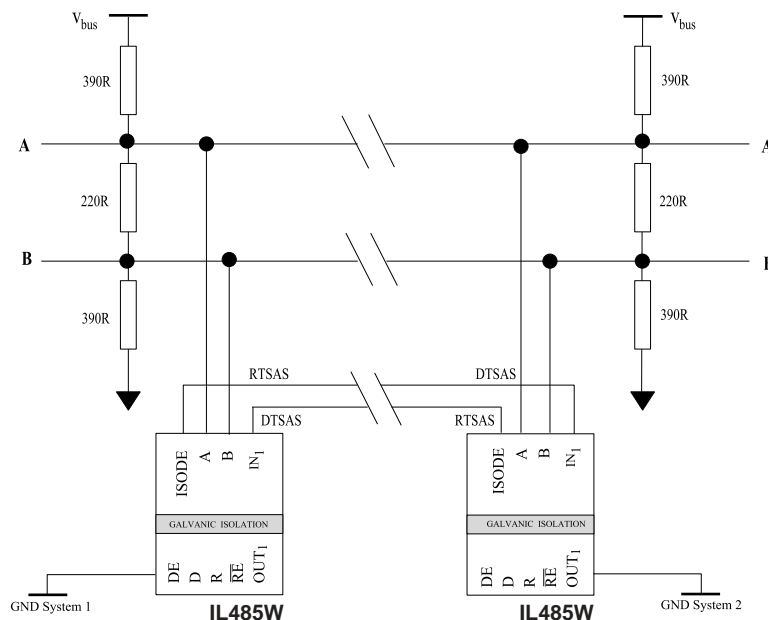 Vbus
Vbus
390R
390R
A
A
220R
220R
B
390R
390R
RTSAS
DTSAS
DTSAS
RTSAS
ISODE
A
B
IN1
ISODE
A
B
IN1
GALVANIC ISOLATION
GALVANIC ISOLATION
DE
D
R
RE
OUT1
DE
D
R
RE
OUT1
GND System 1
GND System 2
IL485W
IL485W